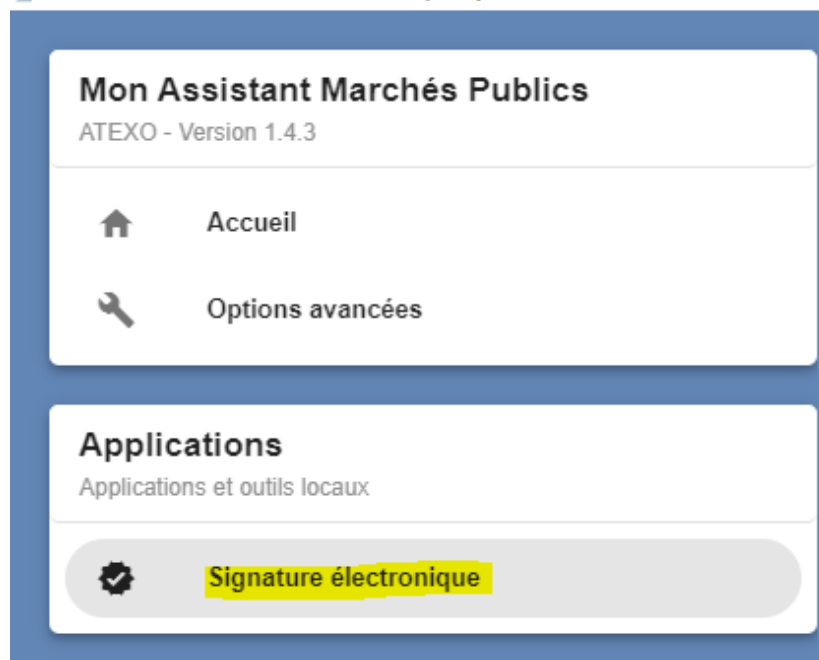 Mon Assistant Marchés Publics
ATEXO - Version 1.4.3
Accueil
Options avancées
Applications
Applications et outils locaux
Signature électronique